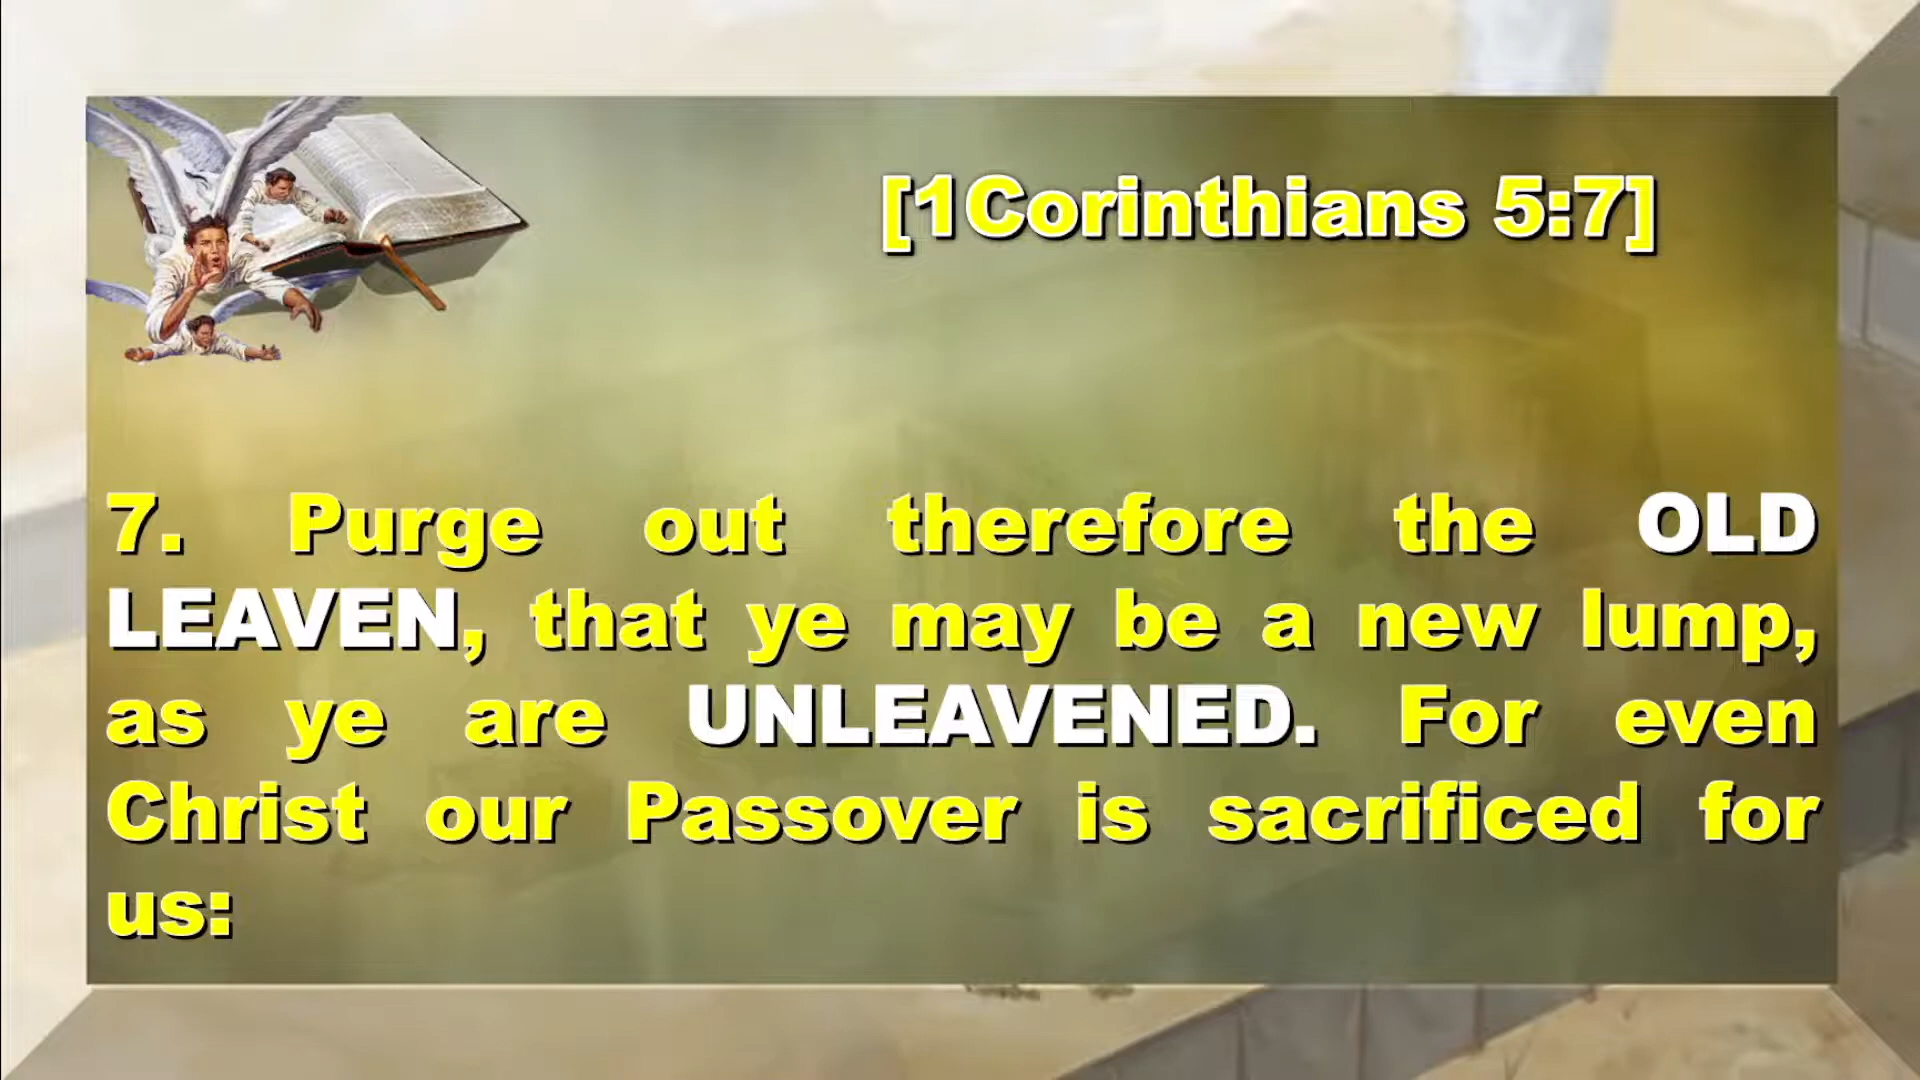 [1Corinthians 5:7]
7. Purge out therefore the OLD
LEAVEN, that ye may be a new lump,
as ye are UNLEAVENED. For even
Christ our Passover is sacrificed for
us: